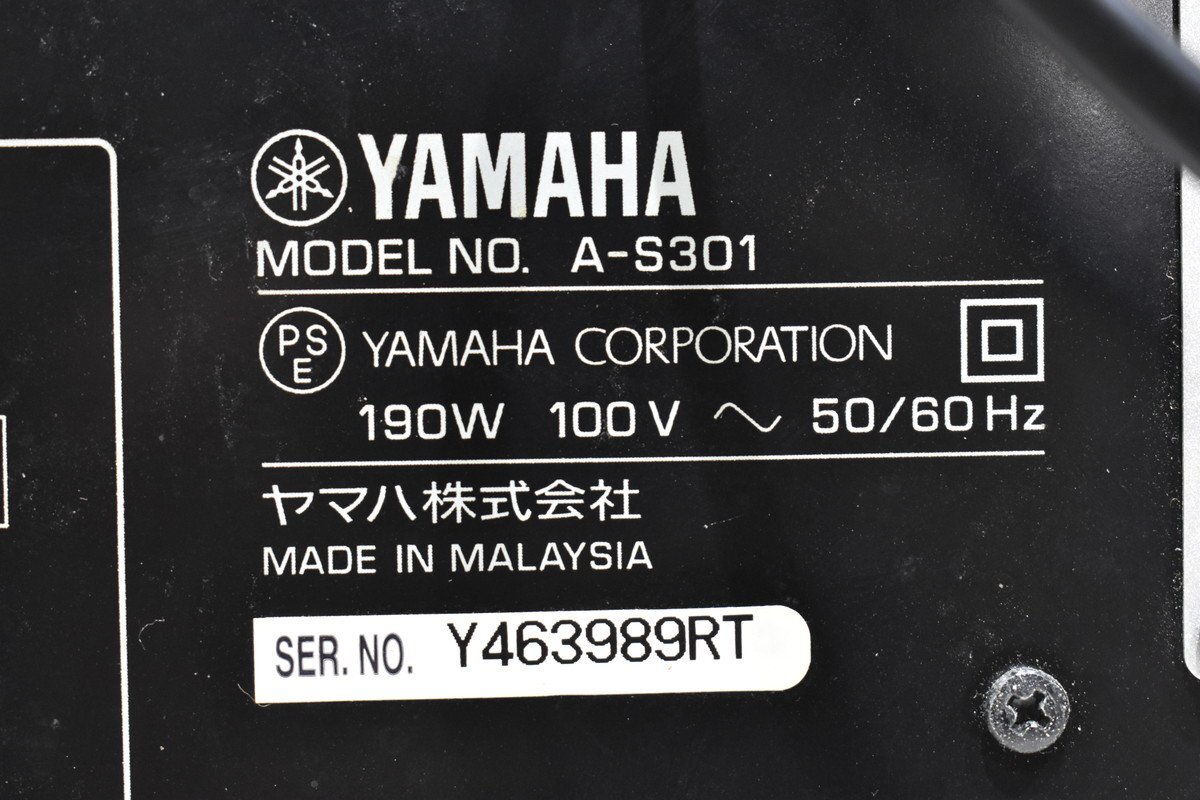 YAMAHA
MODEL NO. A-S301
PSE YAMAHA CORPORATION
190W 100V ~ 50/60Hz
ヤマハ株式会社
MADE IN MALAYSIA
SER. NO. Y463989RT